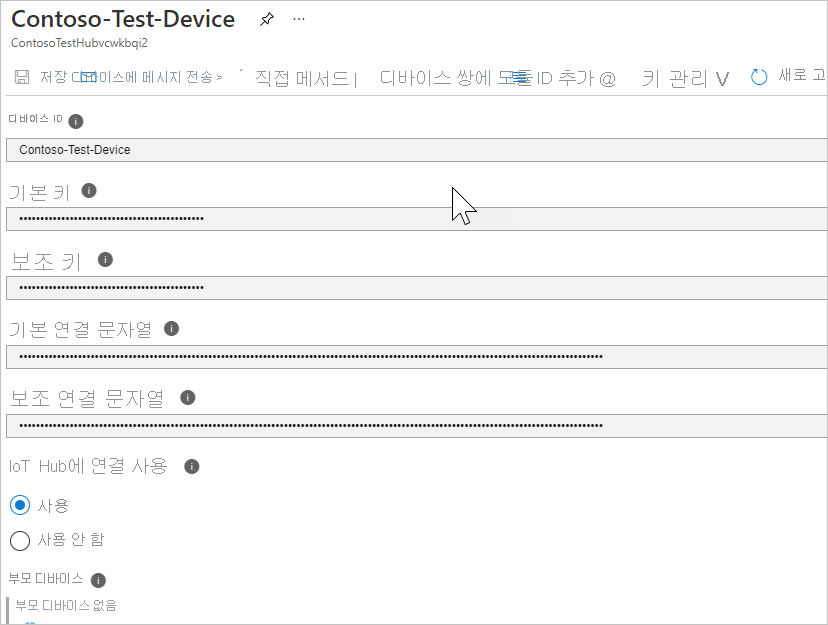 Contoso-Test-Device
ContosoTestHubvcwkbqi2
저장 디바이스에 메시지 전송 > 직접 메서드 | 디바이스 쌍에 모듈 ID 추가 @ 키 관리 V 새로 고
디바이스 ID
Contoso-Test-Device
기본 키
보조 키
기본 연결 문자열
보조 연결 문자열
IoT Hub에 연결 사용
사용
사용 안 함
부모 디바이스
부모 디바이스 없음